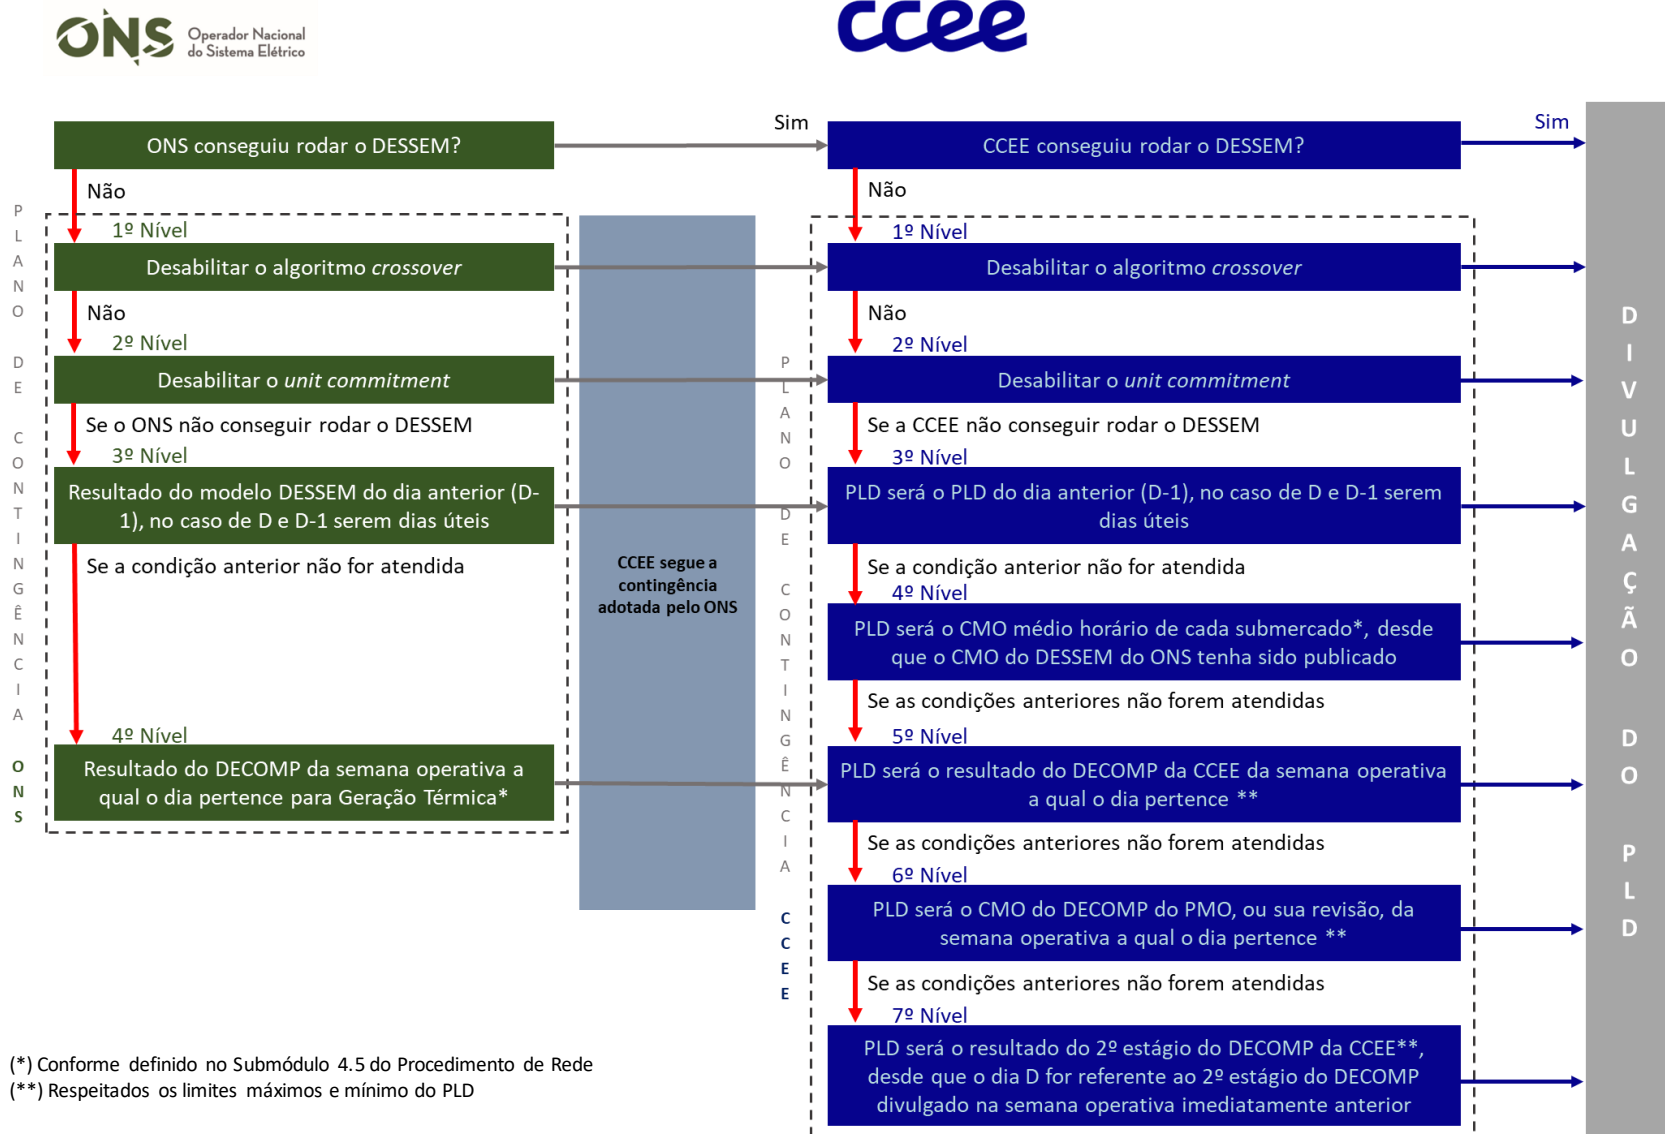 ONS Operador Nacional
do Sistema Elétrico
ccee
ONS conseguiu rodar o DESSEM?
Sim
CCEE conseguiu rodar o DESSEM?
Sim
Não
Não
PLANO DE CONTINGÊNCIA ONS
1º Nível
Desabilitar o algoritmo crossover
Não
2º Nível
Desabilitar o unit commitment
Se o ONS não conseguir rodar o DESSEM
3º Nível
Resultado do modelo DESSEM do dia anterior (D-
1), no caso de D e D-1 serem dias úteis
Se a condição anterior não for atendida
4º Nível
Resultado do DECOMP da semana operativa a
qual o dia pertence para Geração Térmica*
CCEE segue a
contingência
adotada pelo ONS
PLANO DE CONTINGÊNCIA CCEE
1º Nível
Desabilitar o algoritmo crossover
Não
2º Nível
Desabilitar o unit commitment
Se a CCEE não conseguir rodar o DESSEM
3º Nível
PLD será o PLD do dia anterior (D-1), no caso de D e D-1 serem
dias úteis
Se a condição anterior não for atendida
4º Nível
PLD será o CMO médio horário de cada submercado*, desde
que o CMO do DESSEM do ONS tenha sido publicado
Se as condições anteriores não forem atendidas
5º Nível
PLD será o resultado do DECOMP da CCEE da semana operativa
a qual o dia pertence **
Se as condições anteriores não forem atendidas
6º Nível
PLD será o CMO do DECOMP do PMO, ou sua revisão, da
semana operativa a qual o dia pertence **
Se as condições anteriores não forem atendidas
7º Nível
PLD será o resultado do 2º estágio do DECOMP da CCEE**,
desde que o dia D for referente ao 2º estágio do DECOMP
divulgado na semana operativa imediatamente anterior
DIVULGAÇÃO DO PLD
(*) Conforme definido no Submódulo 4.5 do Procedimento de Rede
(**) Respeitados os limites máximos e mínimo do PLD